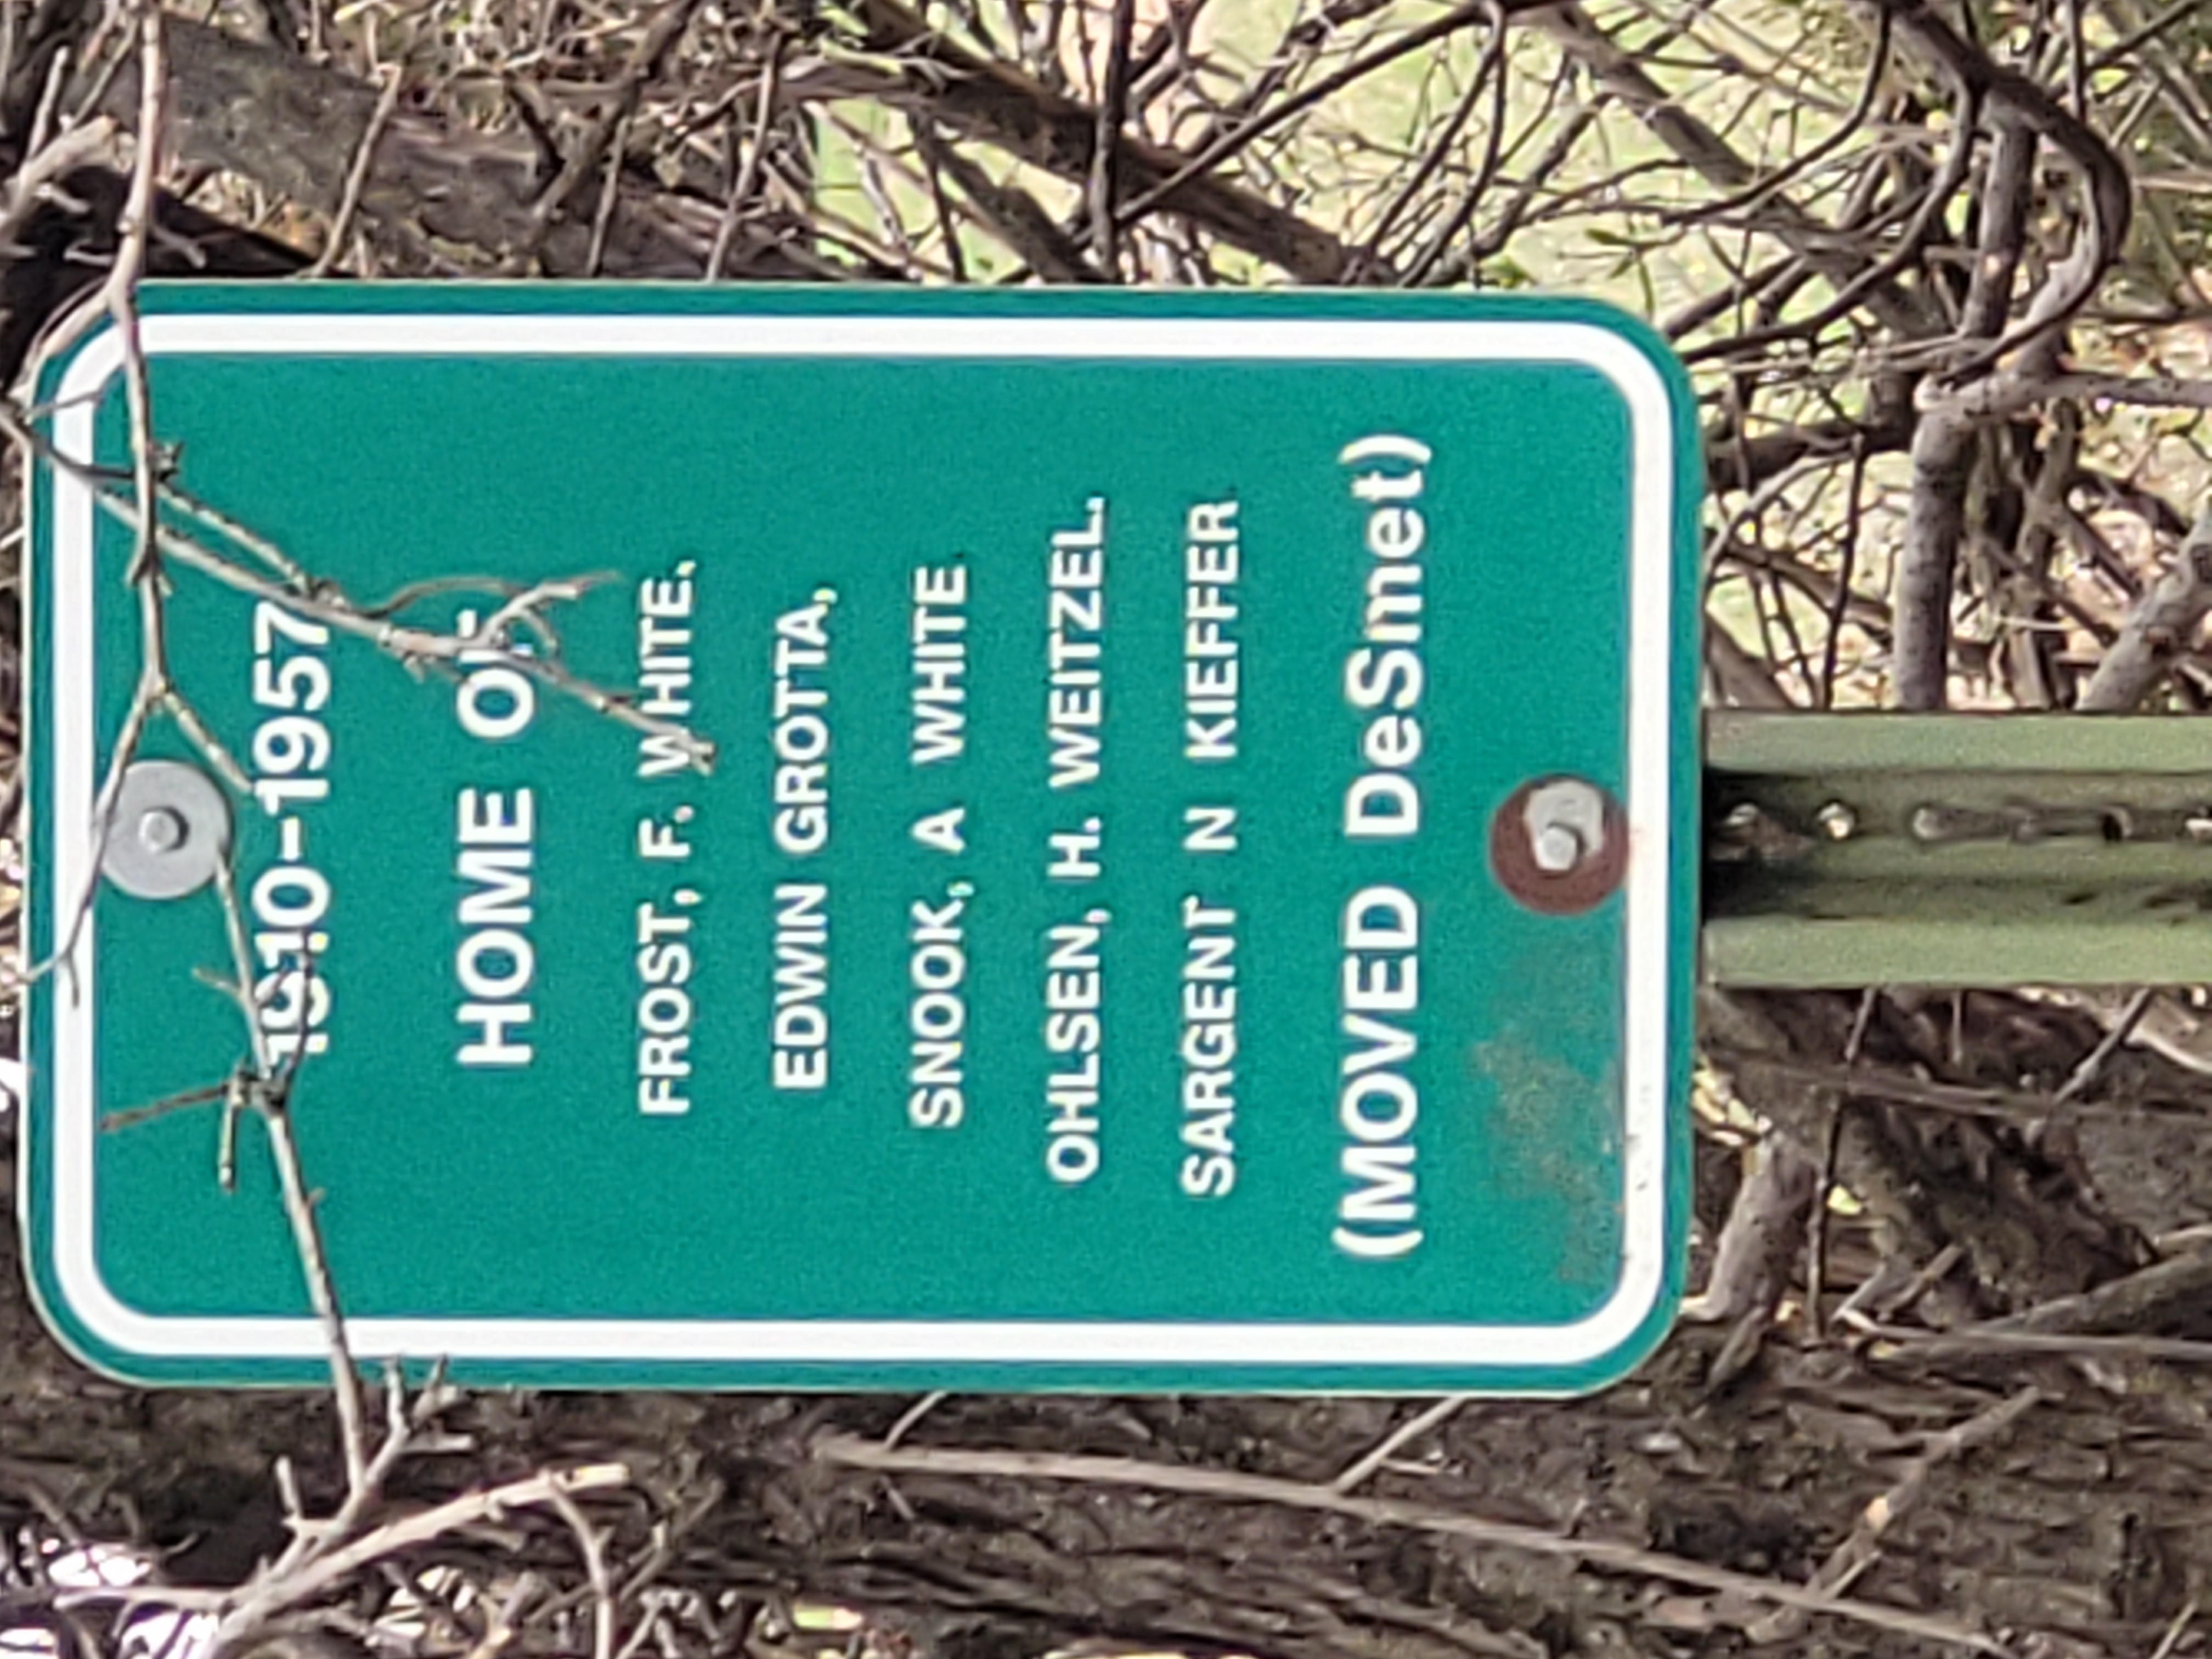 1910-1957
HOME OF
FROST, F. WHITE,
EDWIN GROTTA,
SNOOK, A WHITE
OHLSEN, H. WEITZEL.
SARGENT N KIEFFER
(MOVED DeSmet)